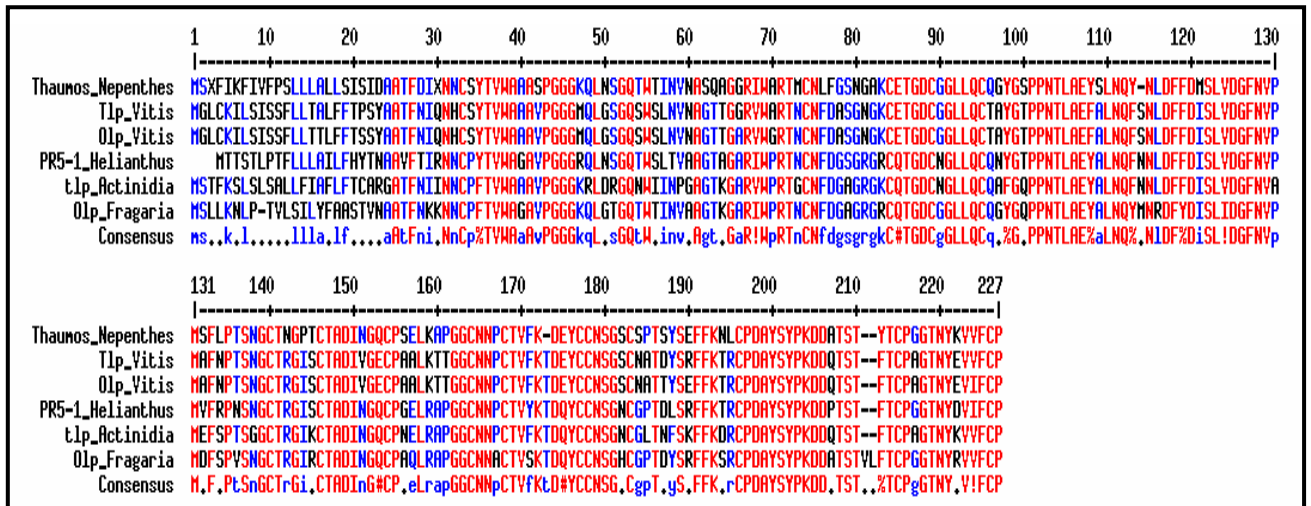 1 10 20 30 40 50 60 70 80 90 100 110 120 130
Thaumos_Nepenthes MSXFIKFIVFPSLLLALLSISIDAATFDIXNNCSYTVWAAASPGGGKQLNSGQTWTINVNASQAGGRIWARTMCNLFGSNGAKCETGDCGGLLQCQGYGSPPNTLAEYSLNQY-NLDFFDMSLVDGFNVP
Tlp_Vitis MGLCKILSISSFLLTALFFTPSYAATFNIQNHCSYTVWAAAVPGGGMQLGSGQSWSLNVNAGTTGGRVWGRTNCNFDASGNGKCETGDCGGLLQCTAYGTPPNTLAEFALNQFSNLDFFDISLVDGFNVP
Olp_Vitis MGLCKILSISSFLLTTLFFTSSYAATFNIQNHCSYTVWAAAVPGGGMQLGSGQSWSLNVNAGTTGARVWGRTNCNFDASGNGKCETGDCGGLLQCTAYGTPPNTLAEFALNQFSNLDFFDISLVDGFNVP
PR5-1_Helianthus MTTSTLPTFLLLAILFHYTNAAVFTIRNNCPYTVWAGAVPGGGRQLNSGQTWSLTVAAGTAGARIWPRTNCNFDGSGRGRCQTGDCNGLLQCQNYGTPPNTLAEYALNQFNNLDFFDISLVDGFNVP
tlp_Actinidia MSTFKSLSLSALLFIAFLFTCARGATFNIINNCPFTVWAAAVPGGGKRLDRGQNWIINPGAGTKGARVWPRTGCNFDGAGRGKCQTGDCNGLLQCQAFGQPPNTLAEYALNQFNNLDFFDISLVDGFNVA
Olp_Fragaria MSLLKNLP-TVLSILYFAASTVNAATFNKKNNCPFTVWAGAVPGGGKQLGTGQTWTINVAAGTKGARIWPRTNCNFDGAGRGRCQTGDCGGLLQCQGYGQPPNTLAEYALNQYMNRDFYDISLIDGFNVP
Consensus ms..k.l.....llla.lf....aAtFni.NnCp%TVWAaAvPGGGkqL.sGQtW.inv.Agt.GaR!WpRTnCNfdgsgrgkC#TGDCgGLLQCq.%G.PPNTLAE%aLNQ%.NlDF%DiSL!DGFNVp
131 140 150 160 170 180 190 200 210 220 227
Thaumos_Nepenthes MSFLPTSNGCTNGPTCTADINGQCPSELKAPGGCNNPCTVFK-DEYCCNSGSCSPTSYSEFFKNLCPDAYSYPKDDATST--YTCPGGTNYKVVFCP
Tlp_Vitis MAFNPTSNGCTRGISCTADIVGECPAALKTTGGCNNPCTVFKTDEYCCNSGSCNATDYSRFFKTRCPDAYSYPKDDQTST--FTCPAGTNYEVVFCP
Olp_Vitis MAFNPTSNGCTRGISCTADIVGECPAALKTTGGCNNPCTVFKTDEYCCNSGSCNATTYSEFFKTRCPDAYSYPKDDQTST--FTCPAGTNYEVIFCP
PR5-1_Helianthus MVFRPNSNGCTRGISCTADINGQCPGELRAPGGCNNPCTVYKTDQYCCNSGNCGPTDLSRFFKTRCPDAYSYPKDDPTST--FTCPGGTNYDVIFCP
tlp_Actinidia MEFSPTSGGCTRGIKCTADINGQCPNELRAPGGCNNPCTVFKTDQYCCNSGNCGLTNFSKFFKDRCPDAYSYPKDDQTST--FTCPAGTNYKVVFCP
Olp_Fragaria MDFSPVSNGCTRGIRCTADINGQCPAQLRAPGGCNNACTVSKTDQYCCNSGHCGPTDYSRFFKSRCPDAYSYPKDDATSTVLFTCPGGTNYRVVFCP
Consensus M.F.PtSnGCTrGi.CTADInG#CP.eLrapGGCNNpCTVfKtD#YCCNSG.CgpT.yS.FFK.rCPDAYSYPKDD.TST..%TCPgGTNY.V!FCP